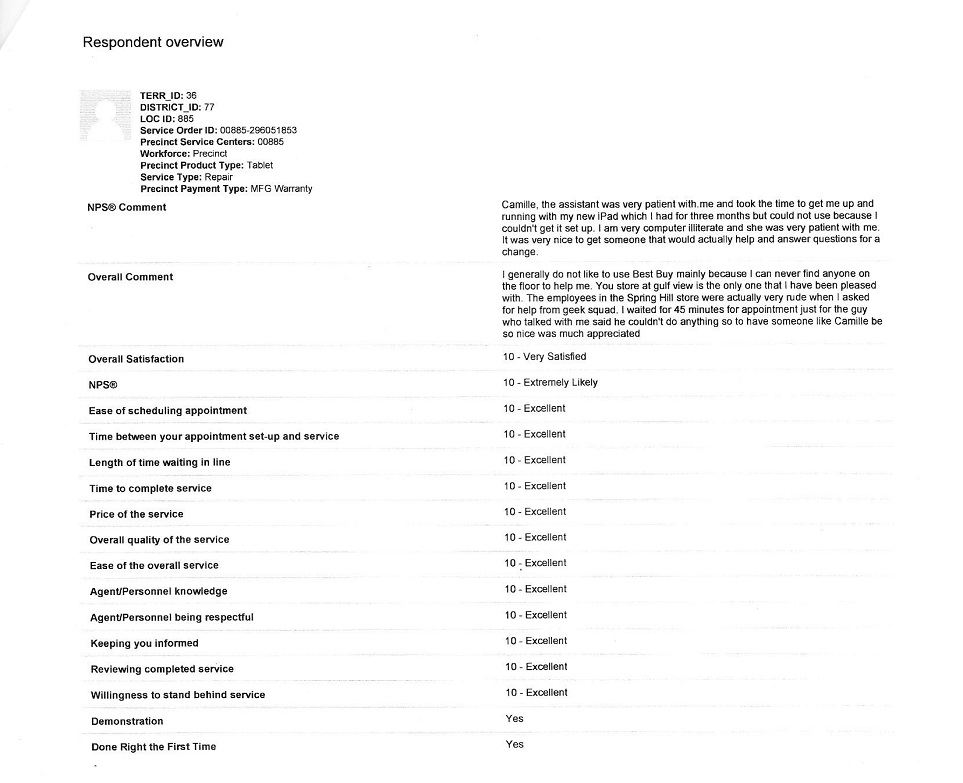 Respondent overview
TERR_ID: 36
DISTRICT_ID: 77
LOC ID: 885
Service Order ID: 00885-296051853
Precinct Service Centers: 00885
Workforce: Precinct
Precinct Product Type: Tablet
Service Type: Repair
Precinct Payment Type: MFG Warranty
NPS® Comment
Camille, the assistant was very patient with me and took the time to get me up and
running with my new iPad which I had for three months but could not use because I
couldn't get it set up. I am very computer illiterate and she was very patient with me.
It was very nice to get someone that would actually help and answer questions for a
change.
Overall Comment
I generally do not like to use Best Buy mainly because I can never find anyone on
the floor to help me. You store at gulf view is the only one that I have been pleased
with. The employees in the Spring Hill store were actually very rude when I asked
for help from geek squad. I waited for 45 minutes for appointment just for the guy
who talked with me said he couldn't do anything so to have someone like Camille be
so nice was much appreciated
Overall Satisfaction 10 - Very Satisfied
NPS® 10 - Extremely Likely
Ease of scheduling appointment 10 - Excellent
Time between your appointment set-up and service 10 - Excellent
Length of time waiting in line 10 - Excellent
Time to complete service 10 - Excellent
Price of the service 10 - Excellent
Overall quality of the service 10 - Excellent
Ease of the overall service 10 - Excellent
Agent/Personnel knowledge 10 - Excellent
Agent/Personnel being respectful 10 - Excellent
Keeping you informed 10 - Excellent
Reviewing completed service 10 - Excellent
Willingness to stand behind service 10 - Excellent
Demonstration Yes
Done Right the First Time Yes